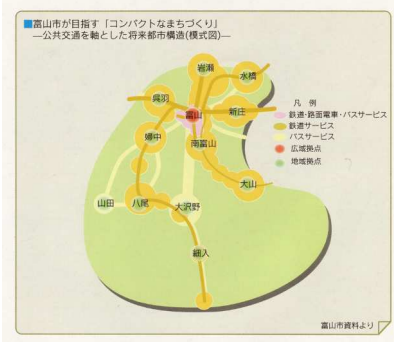 ■富山市が目指す「コンパクトなまちづくり」
―公共交通を軸とした将来都市構造(模式図)―
岩瀬
水橋
呉羽
富山
新庄
凡 例
鉄道・路面電車・バスサービス
鉄道サービス
バスサービス
広域拠点
地域拠点
婦中
南富山
大山
山田
八尾
大沢野
細入
富山市資料より